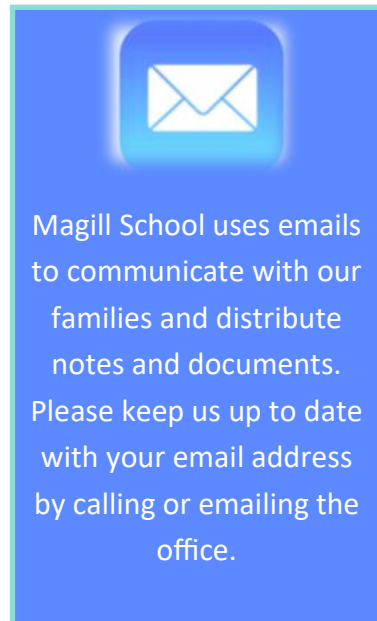 Magill School uses emails
to communicate with our
families and distribute
notes and documents.
Please keep us up to date
with your email address
by calling or emailing the
office.